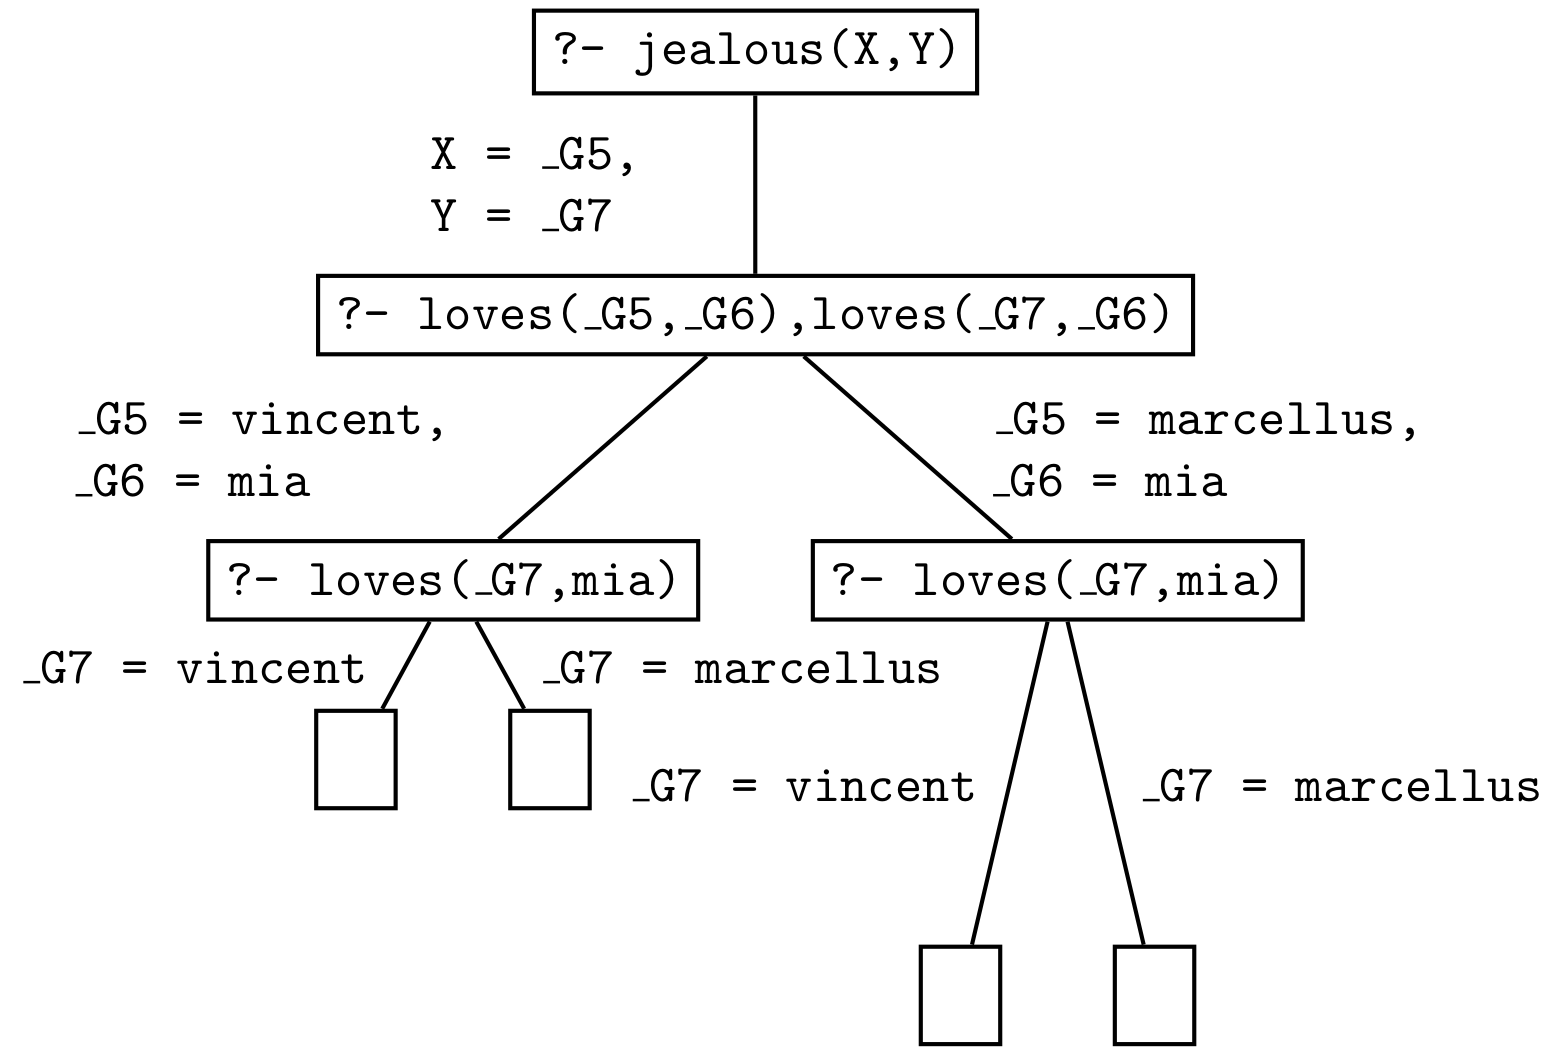 ?- jealous(X,Y)
X = _G5,
Y = _G7
?- loves(_G5,_G6),loves(_G7,_G6)
_G5 = vincent,
_G6 = mia
_G5 = marcellus,
_G6 = mia
?- loves(_G7,mia)
?- loves(_G7,mia)
_G7 = vincent
_G7 = marcellus
_G7 = vincent
_G7 = marcellus